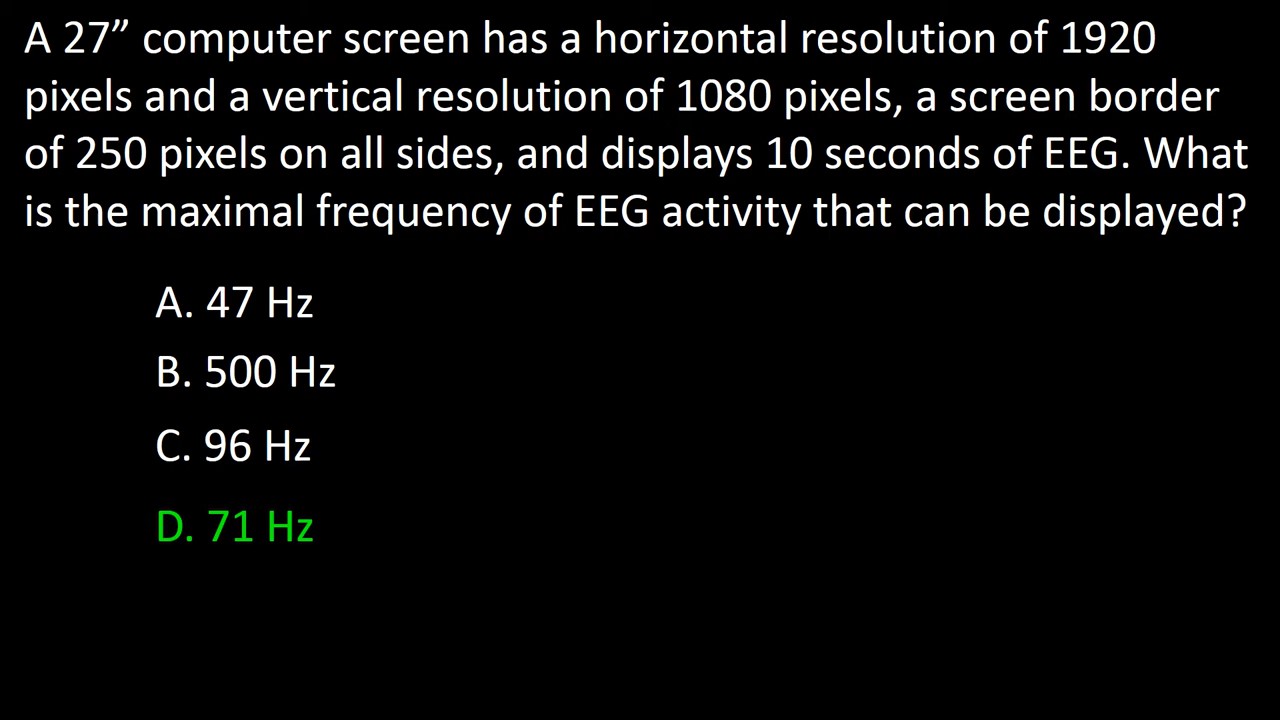 A 27” computer screen has a horizontal resolution of 1920
pixels and a vertical resolution of 1080 pixels, a screen border
of 250 pixels on all sides, and displays 10 seconds of EEG. What
is the maximal frequency of EEG activity that can be displayed?
A. 47 Hz
B. 500 Hz
C. 96 Hz
D. 71 Hz